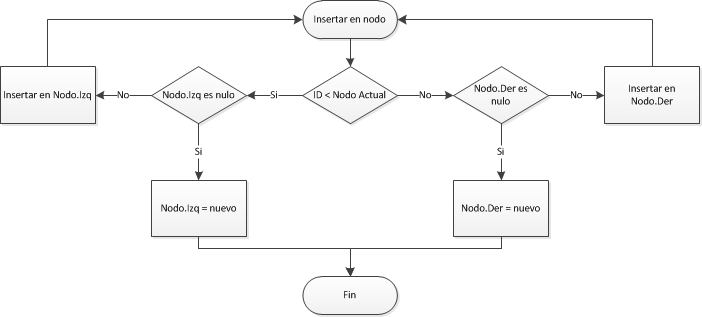 Insertar en nodo
Insertar en Nodo.Izq
No
Nodo.Izq es nulo
Si
ID < Nodo Actual
No
Nodo.Der es
nulo
No
Insertar en
Nodo.Der
Si
Si
Nodo.Izq = nuevo
Nodo.Der = nuevo
Fin